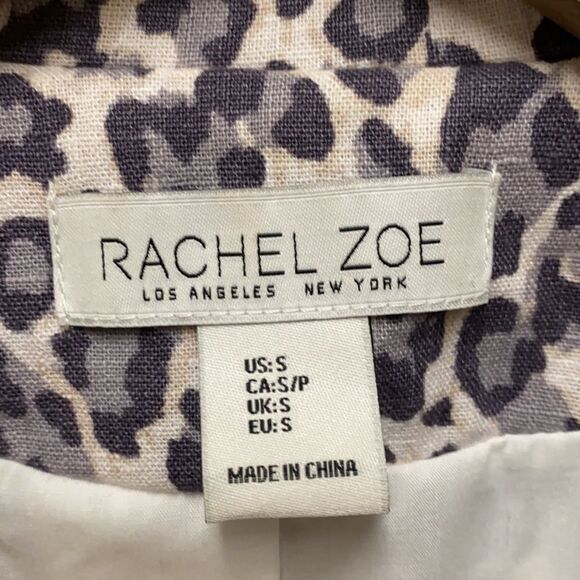 RACHEL ZOE
LOS ANGELES NEW YORK
US:S
CA:S/P
UK:S
EU:S
MADE IN CHINA